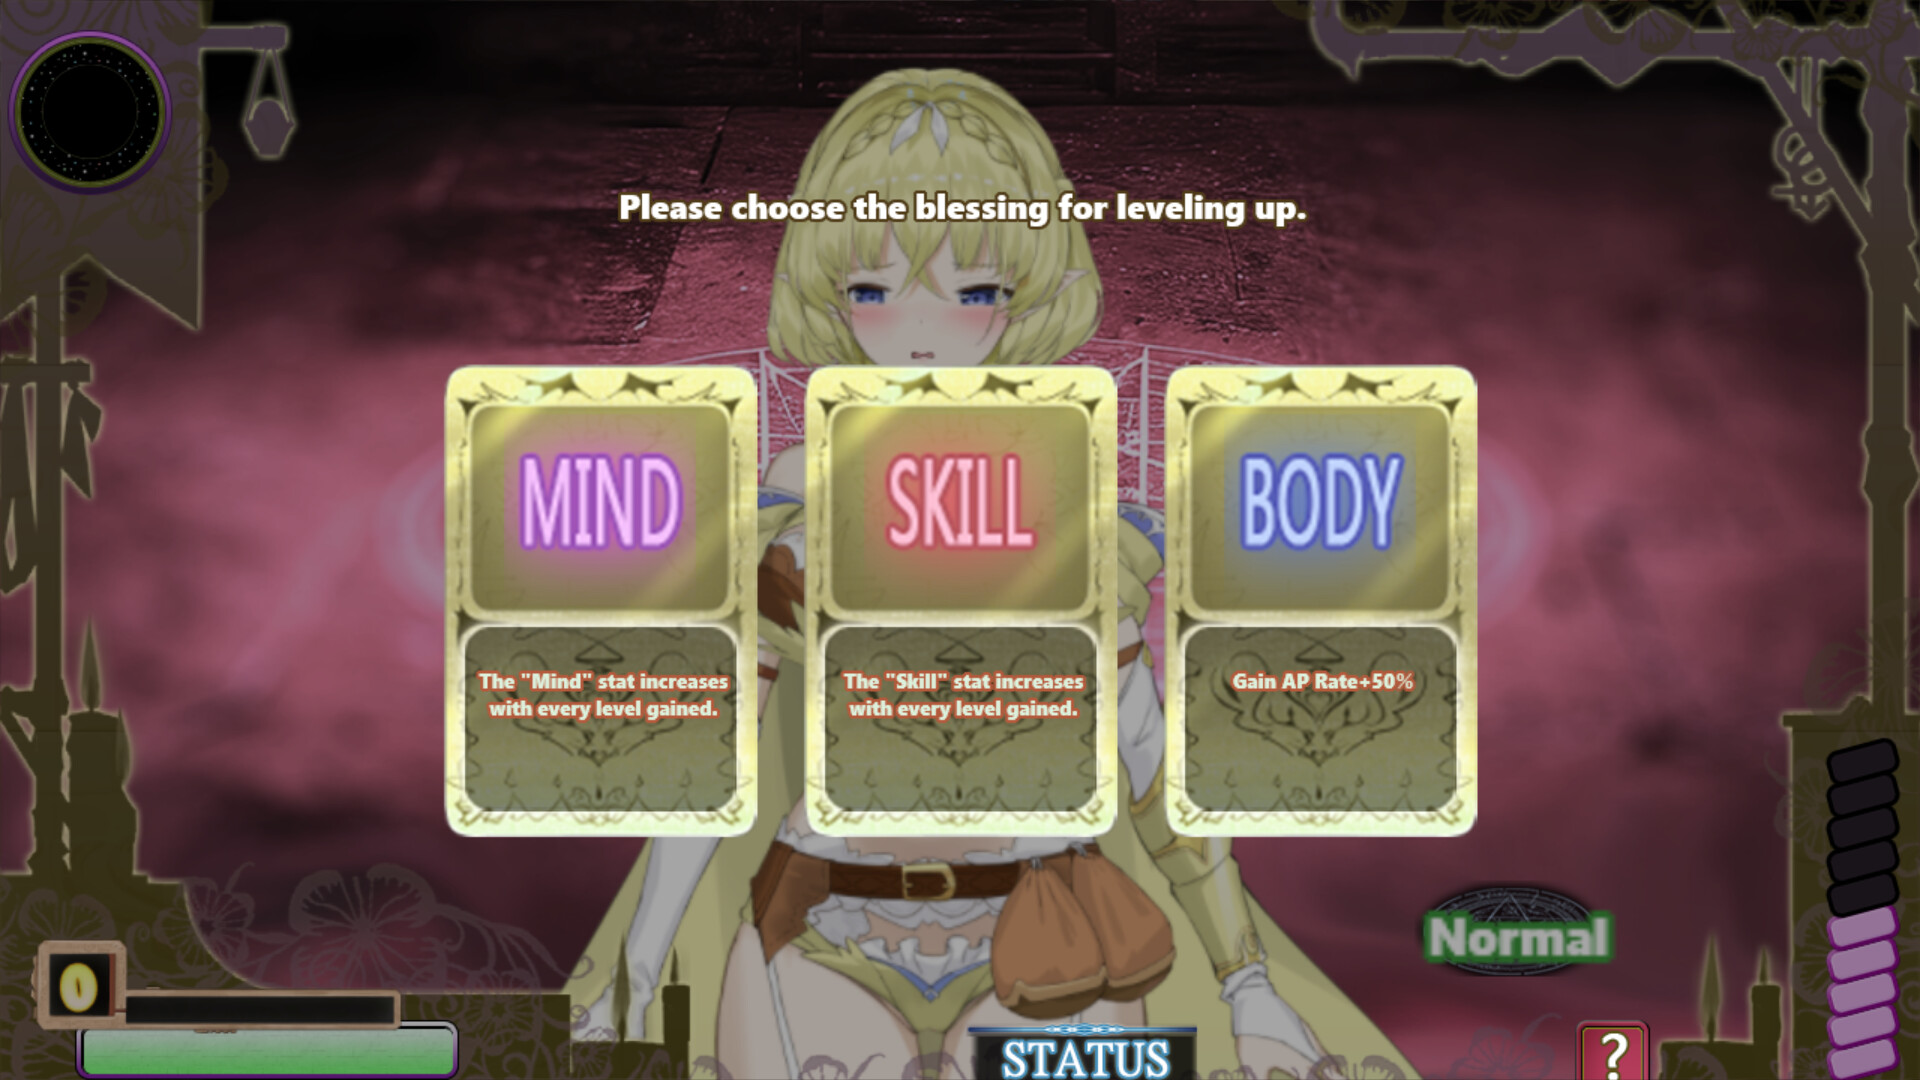 Please choose the blessing for leveling up.
MIND
The "Mind" stat increases
with every level gained.
SKILL
The "Skill" stat increases
with every level gained.
BODY
Gain AP Rate+50%
Normal
0
STATUS
?